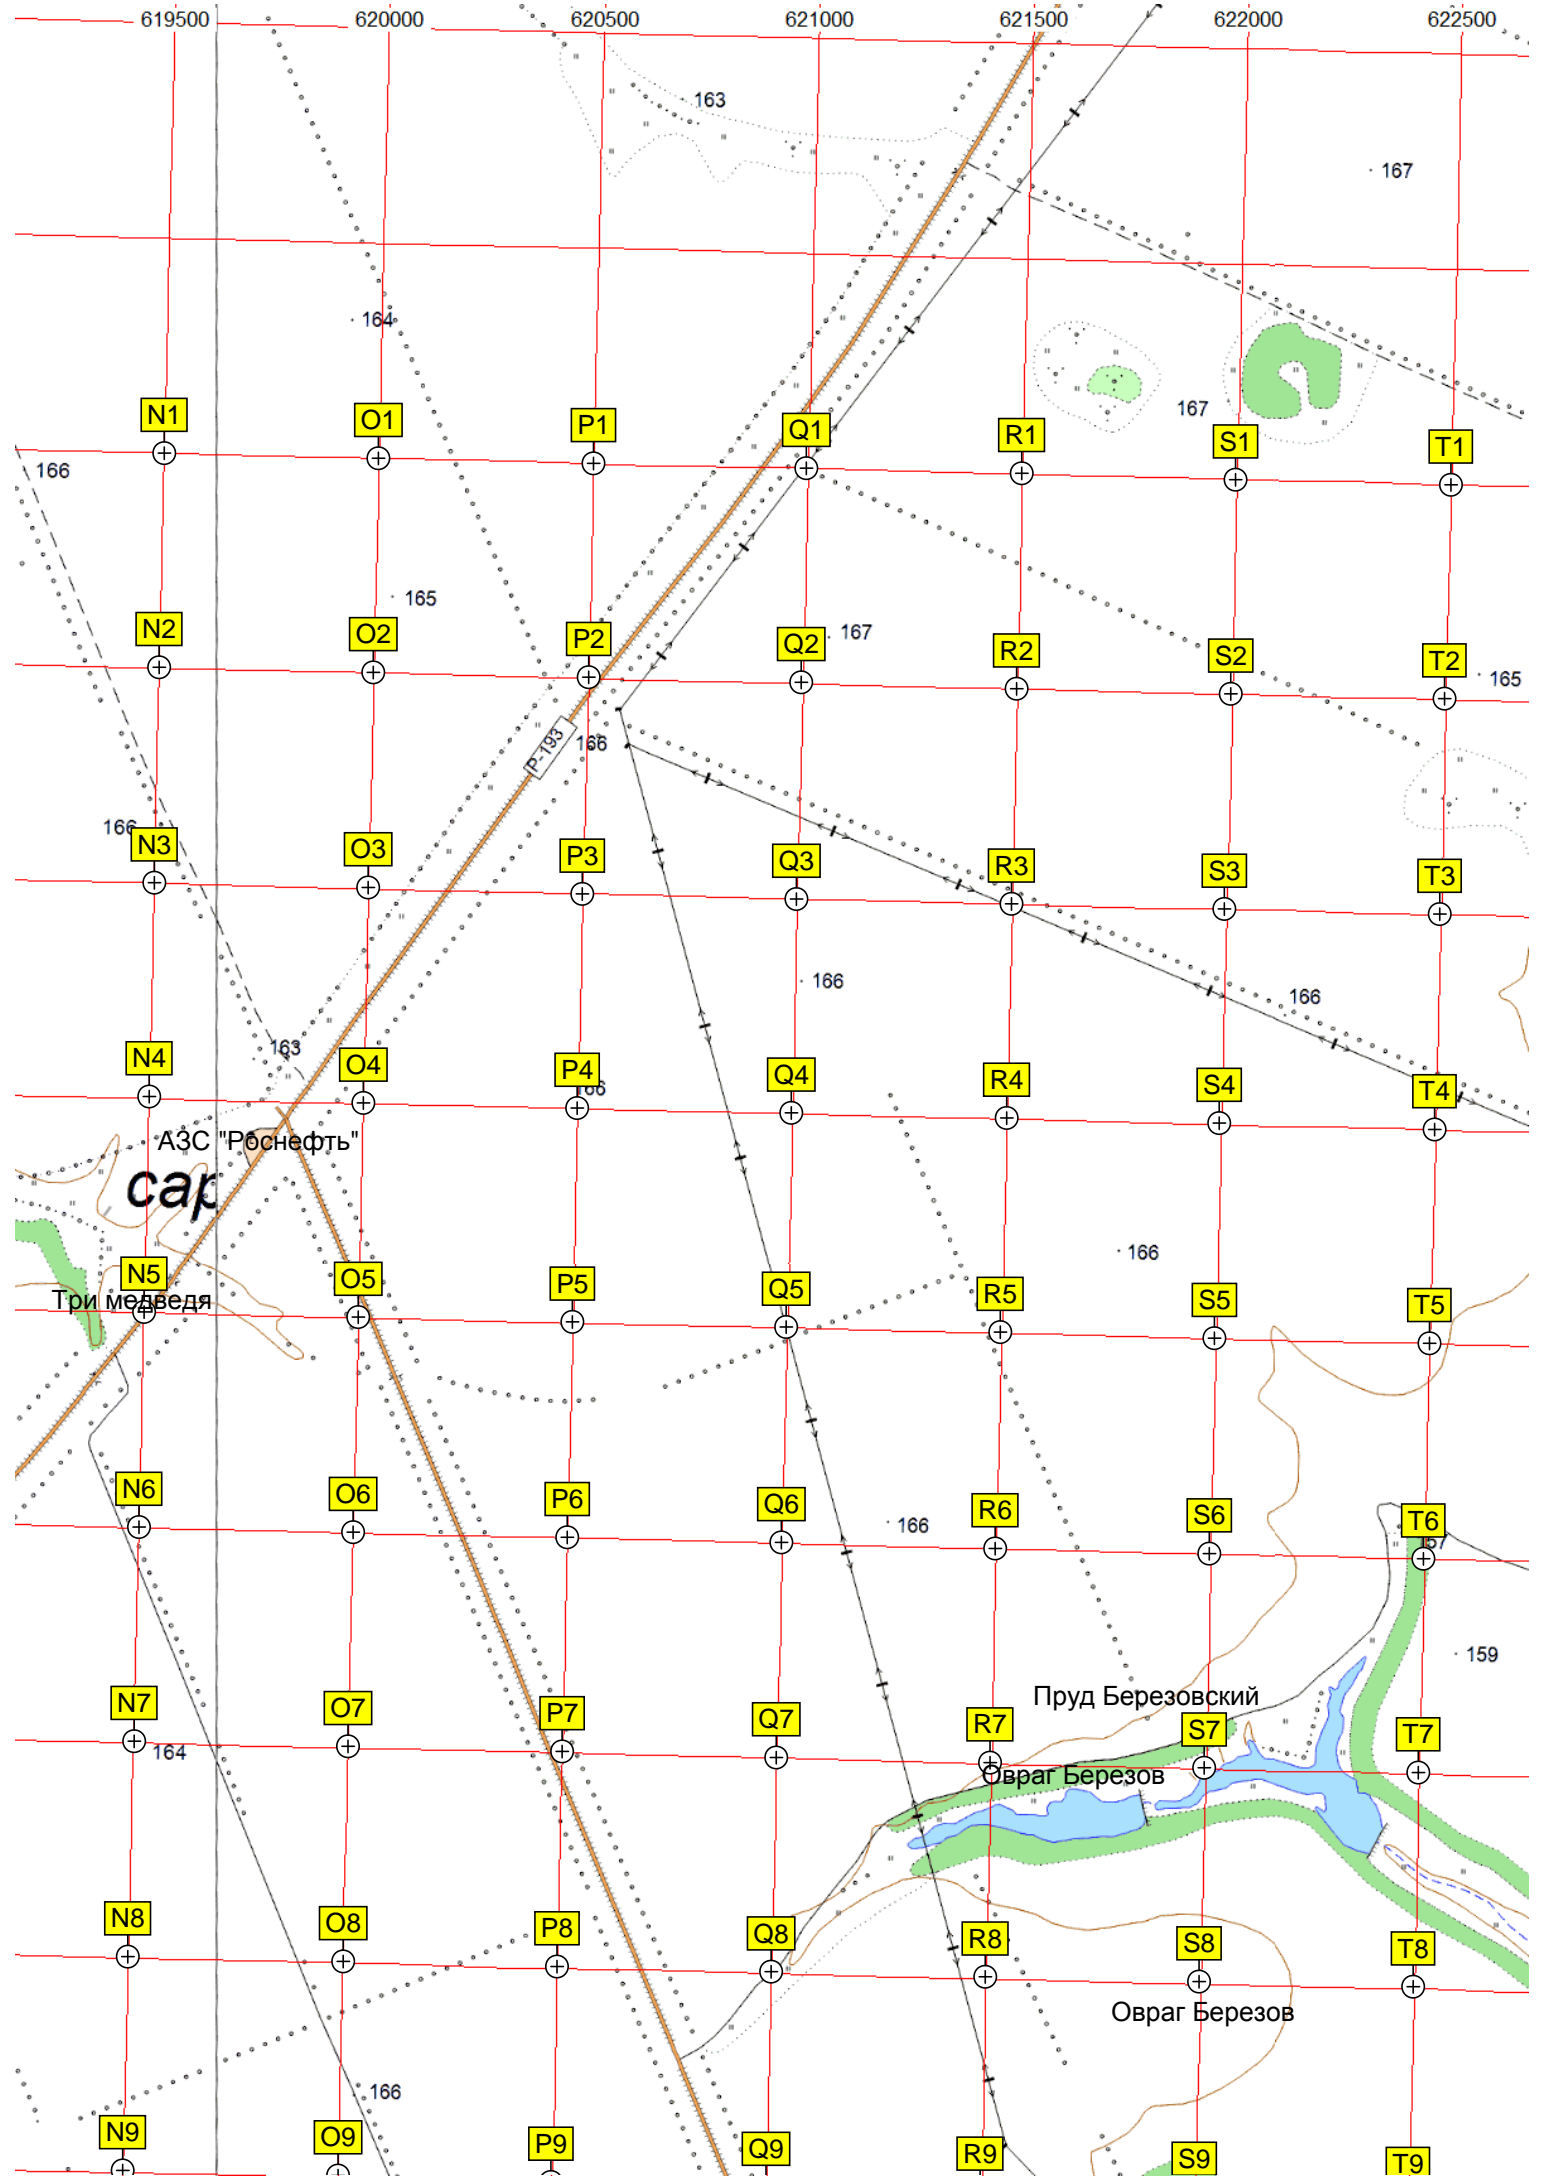 619500 620000 620500 621000 621500 622000 622500
163
167
164
167
N1 O1 P1 Q1 R1 S1 T1
166
165
167
N2 O2 P2 Q2 R2 S2 T2
165
P-193
166
166
N3 O3 P3 Q3 R3 S3 T3
166
166
163
N4 O4 P4 Q4 R4 S4 T4
66
АЗС "Роснефть"
сар
166
N5 O5 P5 Q5 R5 S5 T5
Три медведя
N6 O6 P6 Q6 R6 S6 T6
166
57
159
Пруд Березовский
N7 O7 P7 Q7 R7 S7 T7
164
Овраг Березов
N8 O8 P8 Q8 R8 S8 T8
Овраг Березов
166
N9 O9 P9 Q9 R9 S9 T9